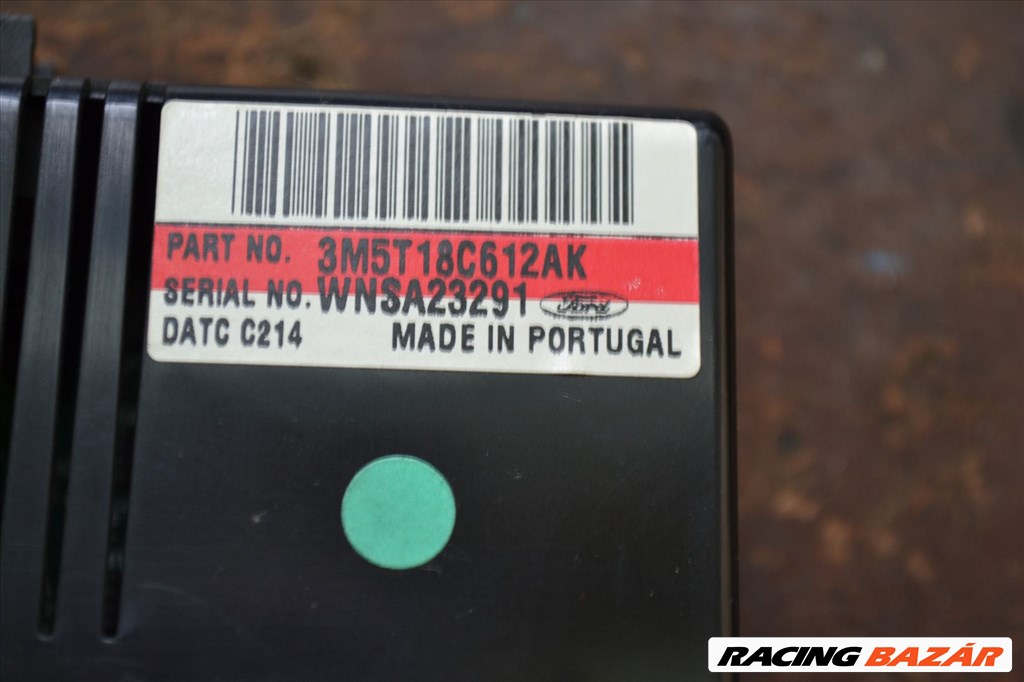 PART NO. 3M5T18C612AK
SERIAL NO. WNSA23291 Ford
DATC C214 MADE IN PORTUGAL
RACING BAZÁR